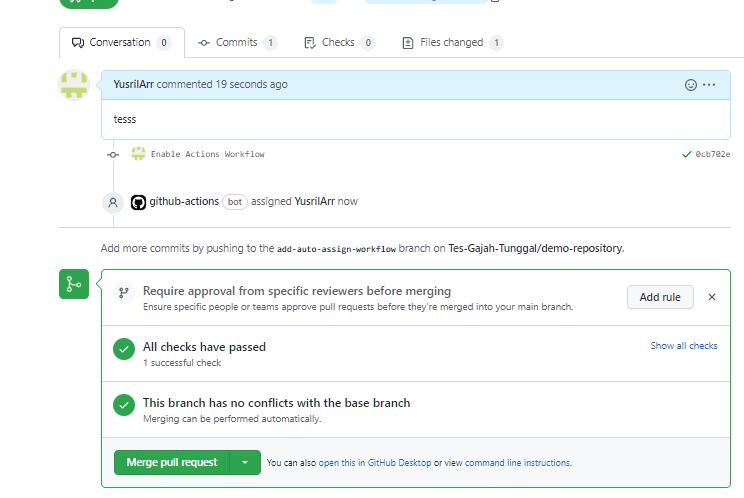 Conversation 0 Commits 1 Checks 0 Files changed 1
YusrilArr commented 19 seconds ago
tesss
Enable Actions Workflow 0cb702e
github-actions bot assigned YusrilArr now
Add more commits by pushing to the add-auto-assign-workflow branch on Tes-Gajah-Tunggal/demo-repository.
Require approval from specific reviewers before merging
Ensure specific people or teams approve pull requests before they're merged into your main branch.
Add rule
All checks have passed
1 successful check
Show all checks
This branch has no conflicts with the base branch
Merging can be performed automatically.
Merge pull request
You can also open this in GitHub Desktop or view command line instructions.